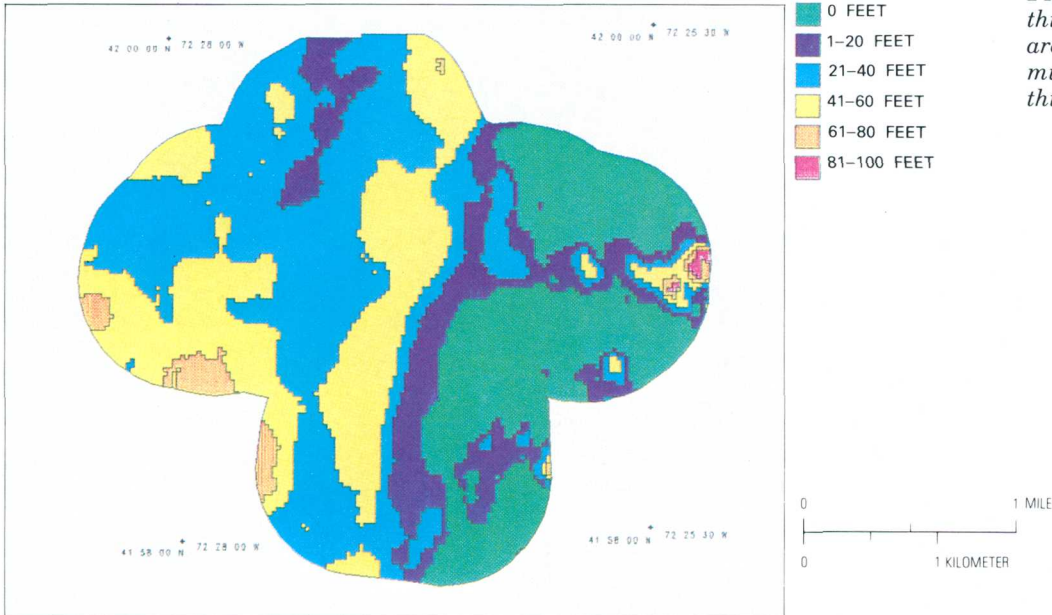 42 00 00 N 72 28 00 W
42 00 00 N 72 25 30 W
0 FEET
1–20 FEET
21–40 FEET
41–60 FEET
61–80 FEET
81–100 FEET
41 58 00 N 72 28 00 W
41 58 00 N 72 25 30 W
0 1 MILE
0 1 KILOMETER